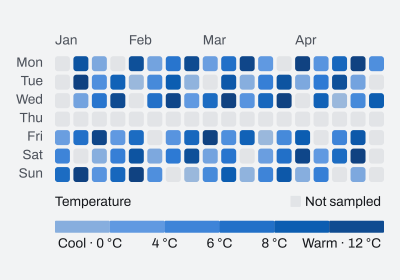 Jan Feb Mar Apr
Mon
Tue
Wed
Thu
Fri
Sat
Sun
Temperature Not sampled
Cool · 0 °C 4 °C 6 °C 8 °C Warm · 12 °C